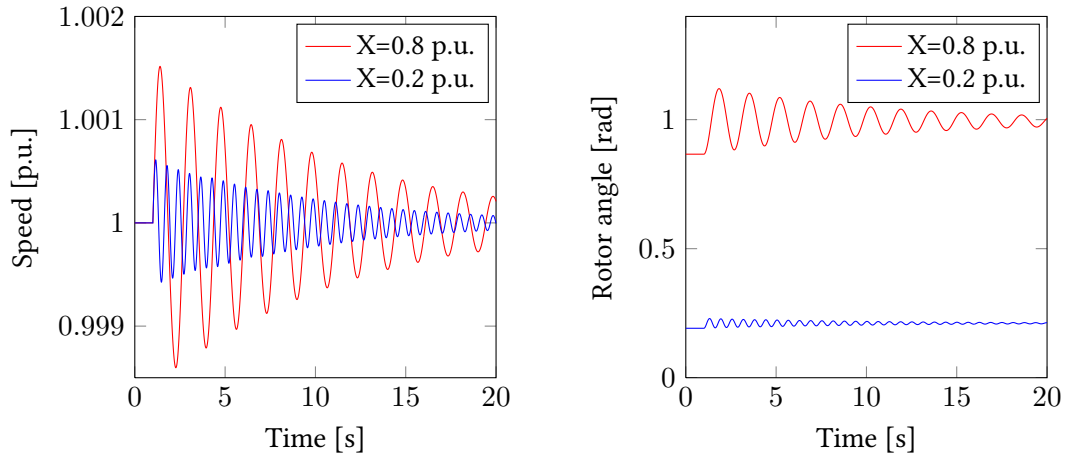 1.002
1.001
1
0.999
Speed [p.u.]
X=0.8 p.u.
X=0.2 p.u.
0 5 10 15 20
Time [s]
1
0.5
0
Rotor angle [rad]
X=0.8 p.u.
X=0.2 p.u.
0 5 10 15 20
Time [s]